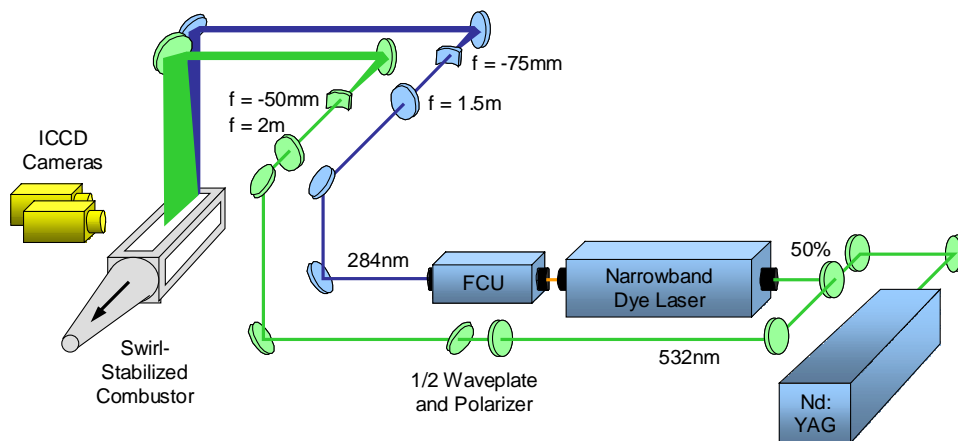 f = -75mm
f = -50mm
f = 1.5m
f = 2m
ICCD
Cameras
284nm
FCU
Narrowband
Dye Laser
50%
532nm
Swirl-
Stabilized
Combustor
1/2 Waveplate
and Polarizer
Nd:
YAG